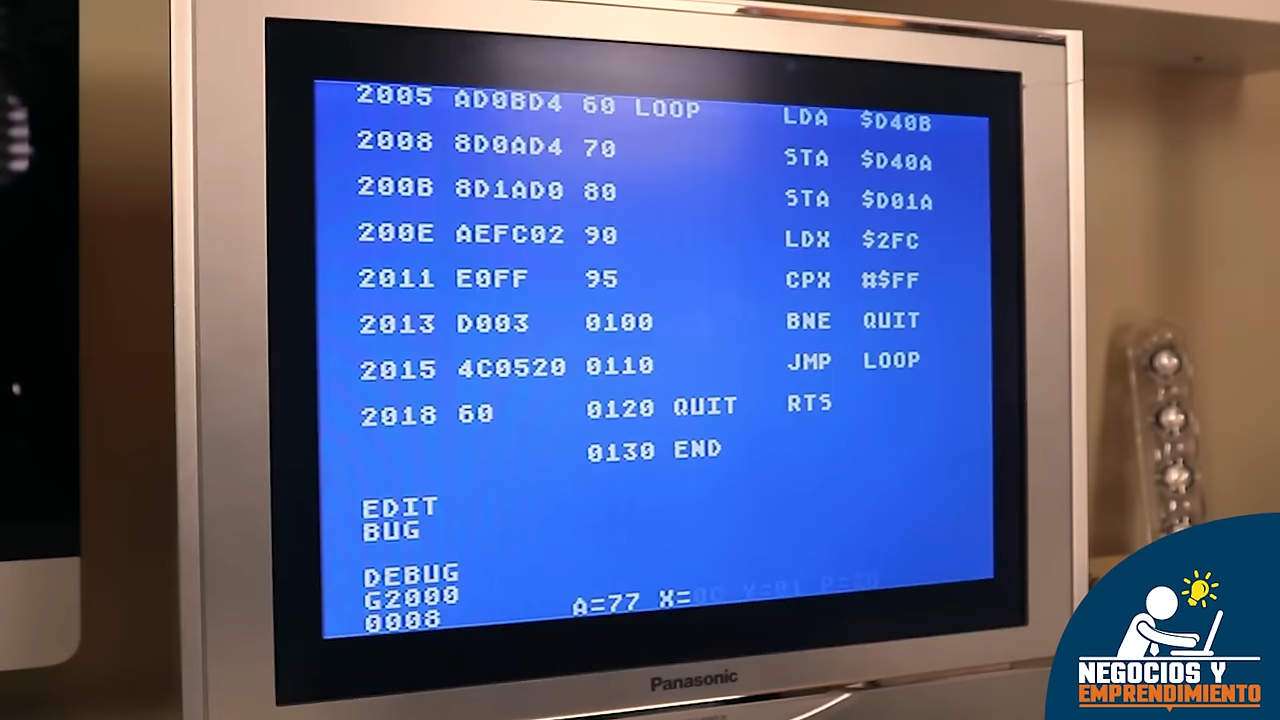 2005 AD0BD4 60 LOOP LDA $D40B
2008 8D0AD4 70 STA $D40A
200B 8D1AD0 80 STA $D01A
200E AEFC02 90 LDX $2FC
2011 E0FF 95 CPX #$FF
2013 D003 0100 BNE QUIT
2015 4C0520 0110 JMP LOOP
2018 60 0120 QUIT RTS
0130 END
EDIT
BUG
DEBUG
G2000
0008 A=77 X=
Panasonic
NEGOCIOS Y
EMPRENDIMIENTO